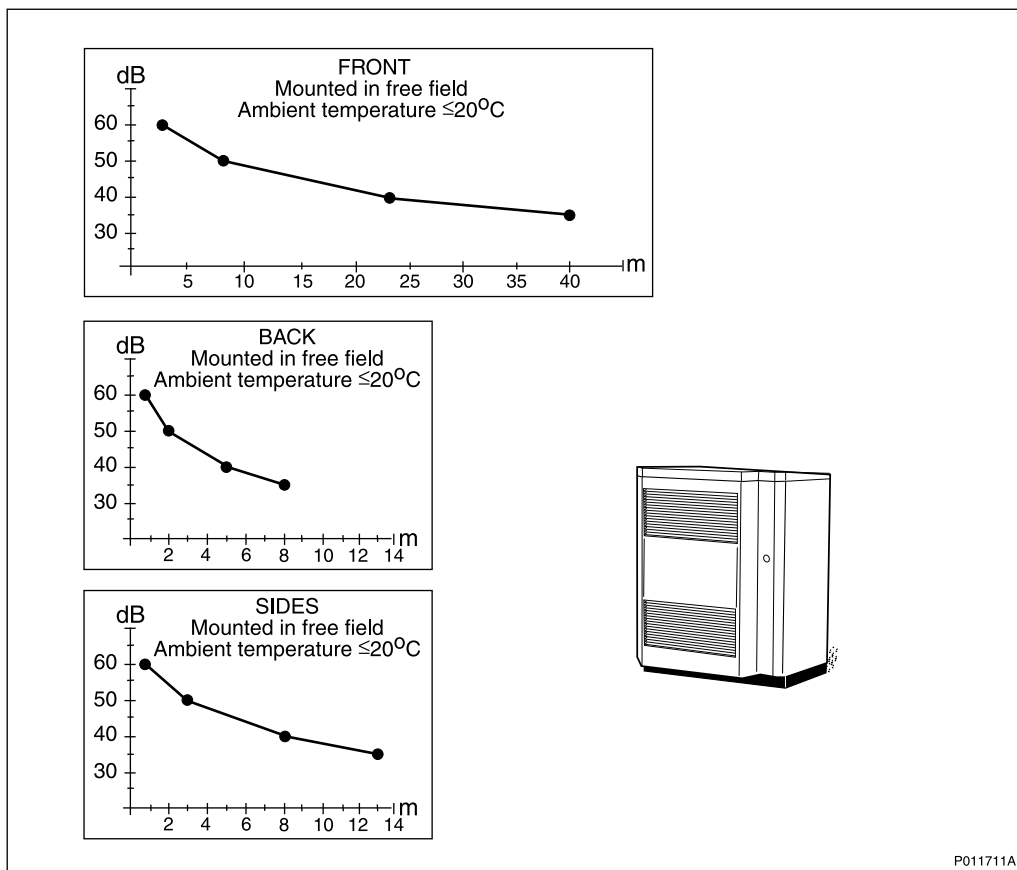 FRONT
Mounted in free field
Ambient temperature ≤20°C
dB
60
50
40
30
5 10 15 20 25 30 35 40 m
BACK
Mounted in free field
Ambient temperature ≤20°C
dB
60
50
40
30
2 4 6 8 10 12 14 m
SIDES
Mounted in free field
Ambient temperature ≤20°C
dB
60
50
40
30
2 4 6 8 10 12 14 m
P011711A